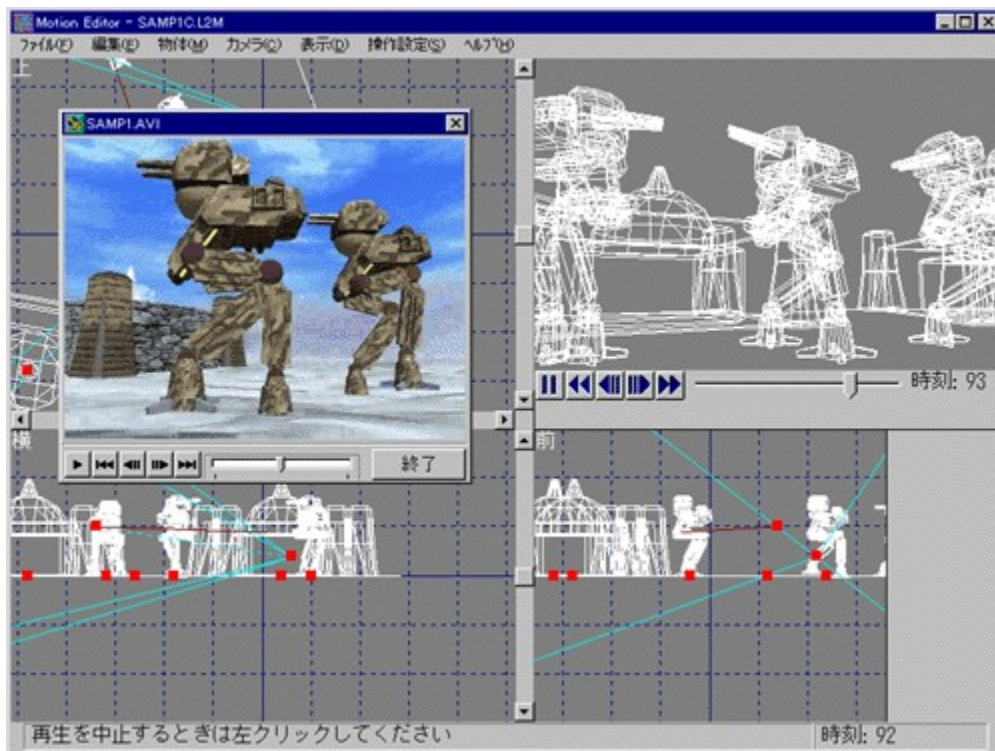 Motion Editor - SAMP1C.L2M
ファイル(F) 編集(E) 物体(M) カメラ(C) 表示(D) 操作設定(S) ヘルプ(H)
上
SAMP1.AVI
終了
時刻: 93
横
前
再生を中止するときは左クリックしてください
時刻: 92